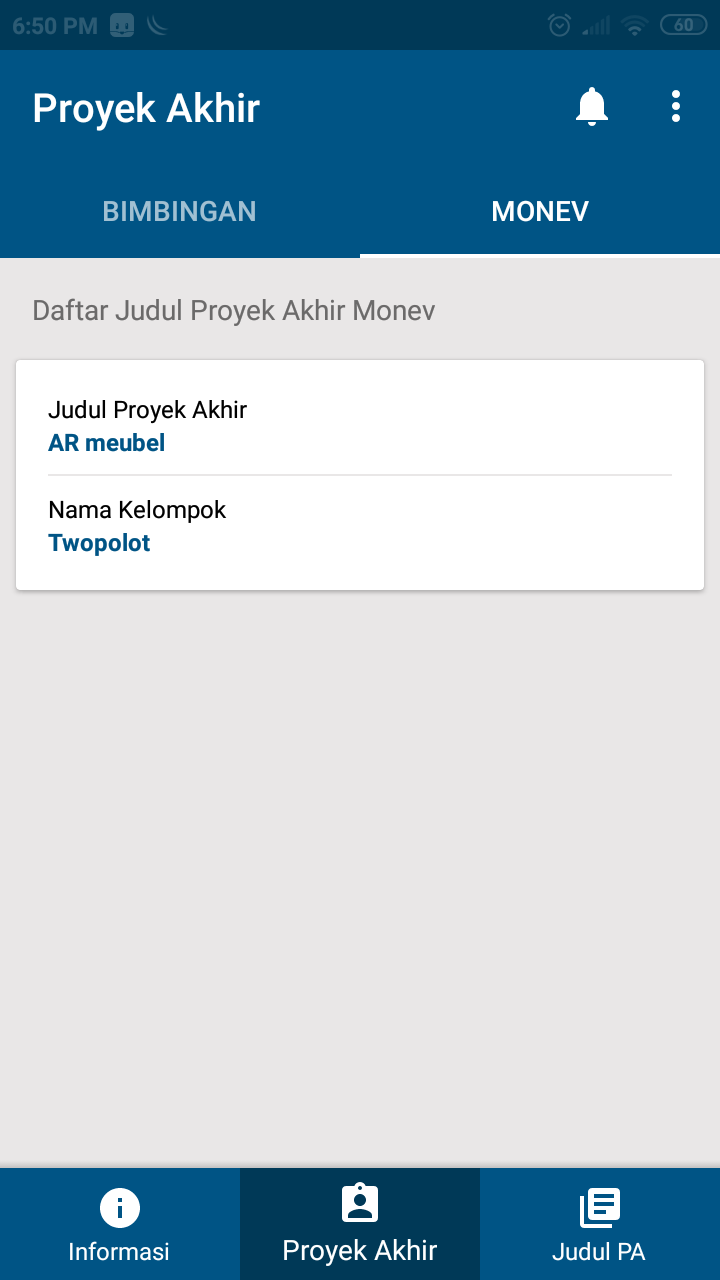 6:50 PM
60
Proyek Akhir
BIMBINGAN
MONEV
Daftar Judul Proyek Akhir Monev
Judul Proyek Akhir
AR meubel
Nama Kelompok
Twopolot
Informasi
Proyek Akhir
Judul PA